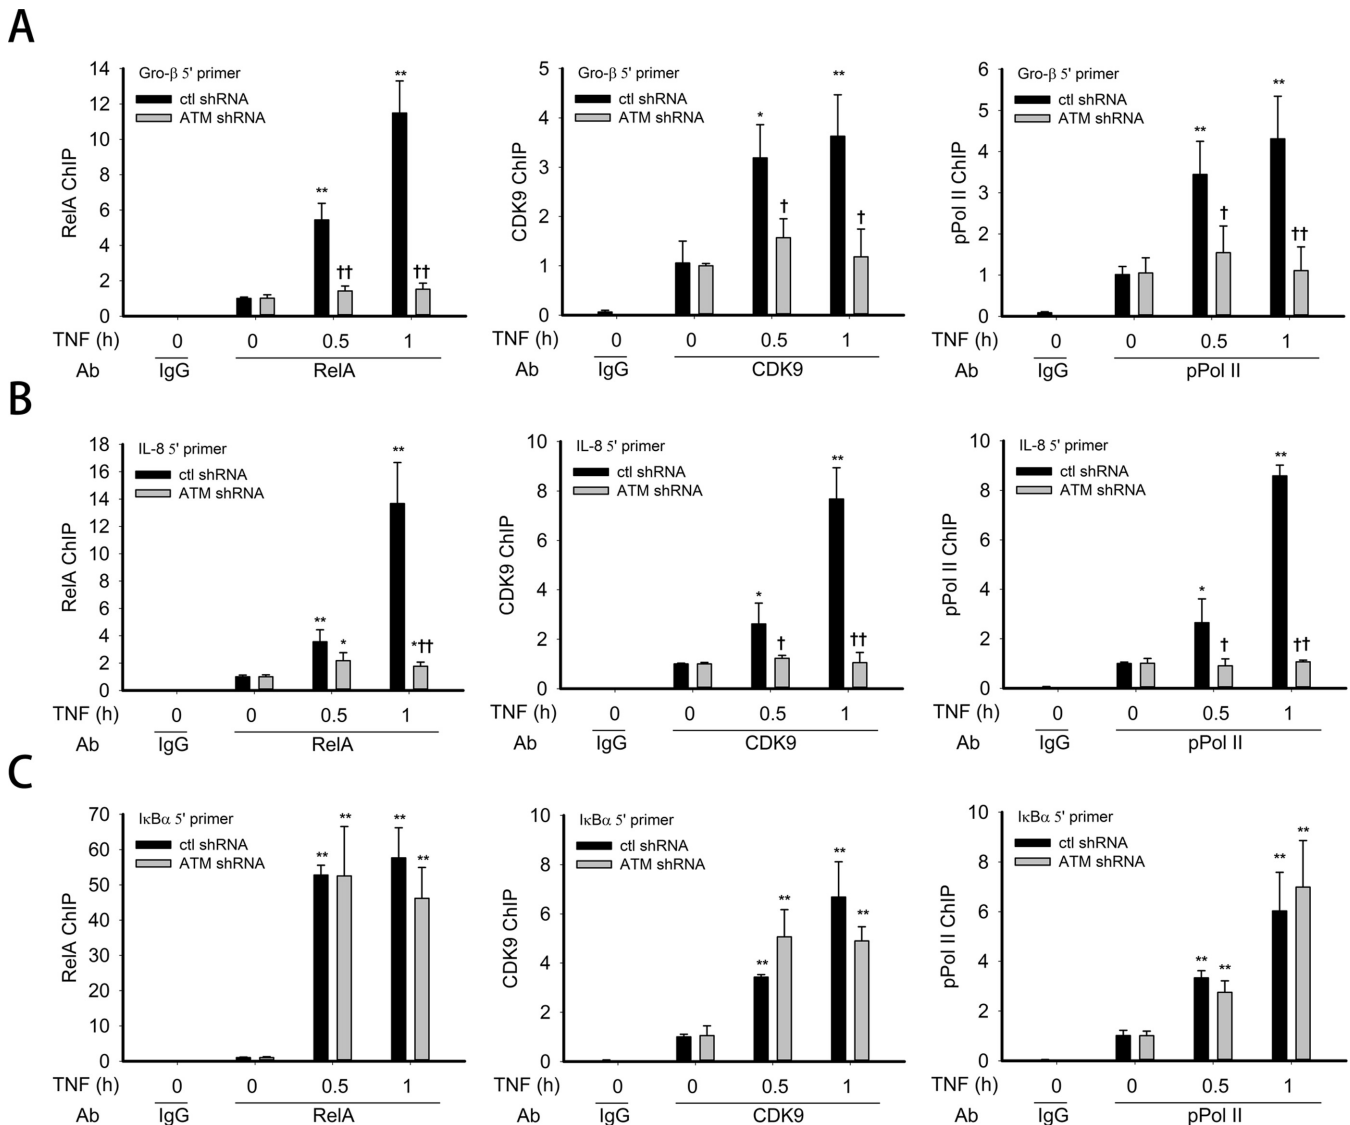 A
Gro-β 5' primer
ctl shRNA
ATM shRNA
RelA ChIP
14
12
10
8
6
4
2
0
**
††
**
††
TNF (h) 0 0 0.5 1
Ab IgG RelA
Gro-β 5' primer
ctl shRNA
ATM shRNA
CDK9 ChIP
5
4
3
2
1
0
*
†
**
†
0 0 0.5 1
Ab IgG CDK9
Gro-β 5' primer
ctl shRNA
ATM shRNA
pPol II ChIP
6
5
4
3
2
1
0
**
†
**
††
TNF (h) 0 0 0.5 1
Ab IgG pPol II
B
IL-8 5' primer
ctl shRNA
ATM shRNA
RelA ChIP
18
16
14
12
10
8
6
4
2
0
**
*
**
*††
TNF (h) 0 0 0.5 1
Ab IgG RelA
IL-8 5' primer
ctl shRNA
ATM shRNA
CDK9 ChIP
10
8
6
4
2
0
*
†
**
††
TNF (h) 0 0 0.5 1
Ab IgG CDK9
IL-8 5' primer
ctl shRNA
ATM shRNA
pPol II ChIP
10
8
6
4
2
0
*
†
**
††
TNF (h) 0 0 0.5 1
Ab IgG pPol II
C
IκBα 5' primer
ctl shRNA
ATM shRNA
RelA ChIP
70
60
50
40
30
20
10
0
**
**
**
**
TNF (h) 0 0 0.5 1
Ab IgG RelA
IκBα 5' primer
ctl shRNA
ATM shRNA
CDK9 ChIP
10
8
6
4
2
0
**
**
**
**
TNF (h) 0 0 0.5 1
Ab IgG CDK9
IκBα 5' primer
ctl shRNA
ATM shRNA
pPol II ChIP
10
8
6
4
2
0
**
**
**
**
TNF (h) 0 0 0.5 1
Ab IgG pPol II